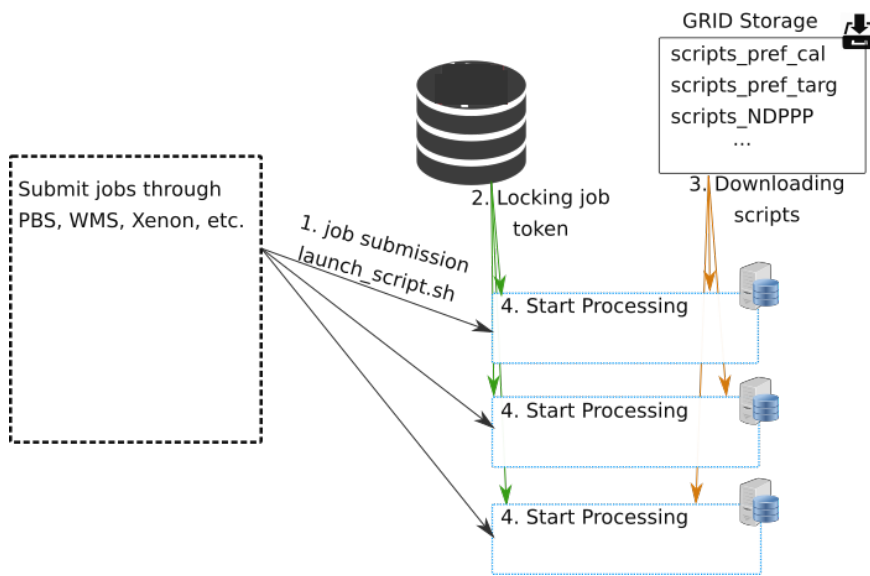 GRID Storage
scripts_pref_cal
scripts_pref_targ
scripts_NDPPP
...
Submit jobs through
PBS, WMS, Xenon, etc.
1. job submission
launch_script.sh
2. Locking job
token
3. Downloading
scripts
4. Start Processing
4. Start Processing
4. Start Processing